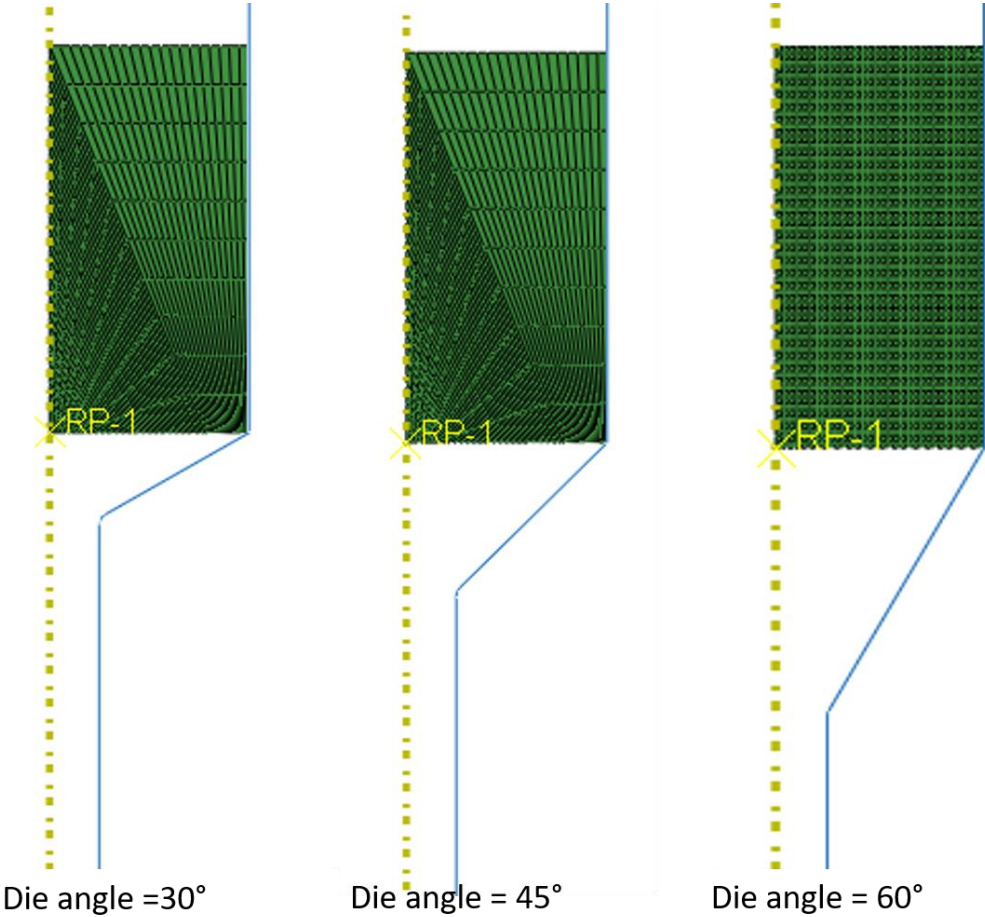 RP-1
RP-1
RP-1
Die angle =30°
Die angle = 45°
Die angle = 60°